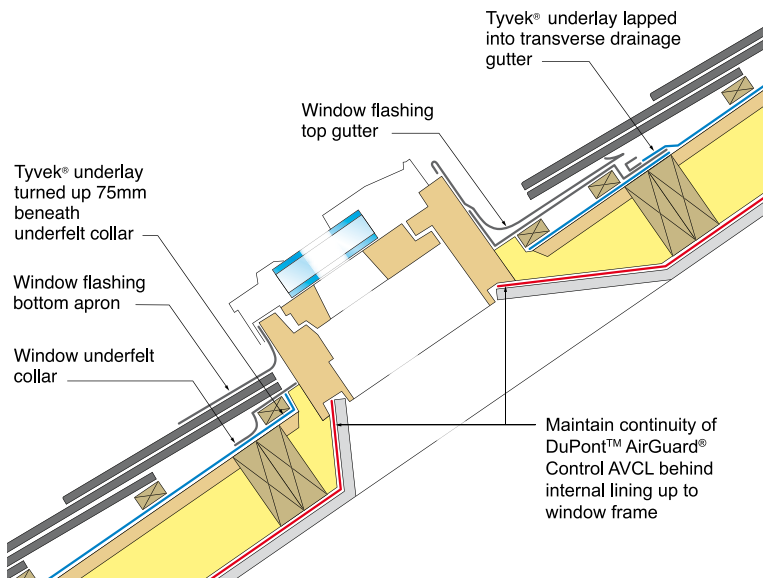 Tyvek® underlay lapped
into transverse drainage
gutter
Window flashing
top gutter
Tyvek® underlay
turned up 75mm
beneath
underfelt collar
Window flashing
bottom apron
Window underfelt
collar
Maintain continuity of
DuPont™ AirGuard®
Control AVCL behind
internal lining up to
window frame